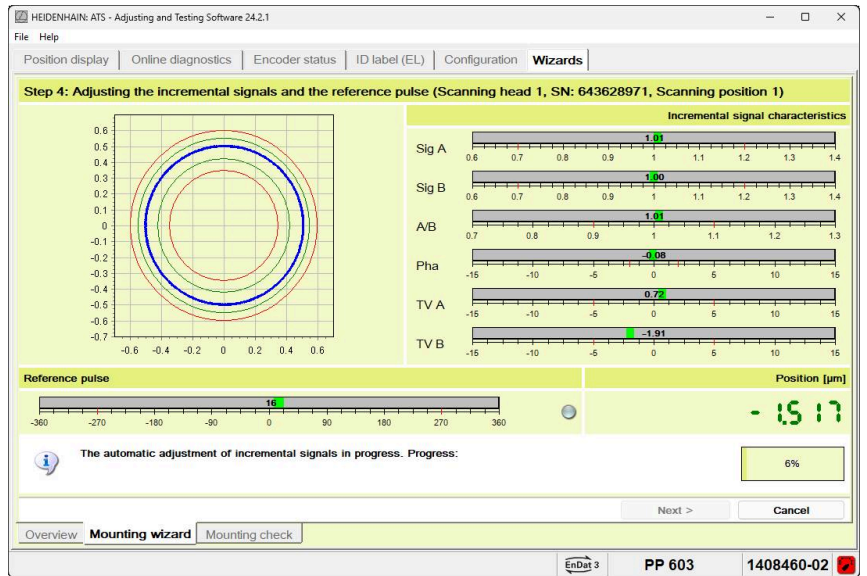 HEIDENHAIN: ATS - Adjusting and Testing Software 24.2.1
File Help
Position display Online diagnostics Encoder status ID label (EL) Configuration Wizards
Step 4: Adjusting the incremental signals and the reference pulse (Scanning head 1, SN: 643628971, Scanning position 1)
0.6
0.5
0.4
0.3
0.2
0.1
0
-0.1
-0.2
-0.3
-0.4
-0.5
-0.6
-0.7
-0.6 -0.4 -0.2 0 0.2 0.4 0.6
Incremental signal characteristics
Sig A 1.01
0.6 0.7 0.8 0.9 1 1.1 1.2 1.3 1.4
Sig B 1.00
0.6 0.7 0.8 0.9 1 1.1 1.2 1.3 1.4
A/B 1.01
0.7 0.8 0.9 1 1.1 1.2 1.3
Pha -0.08
-15 -10 -5 0 5 10 15
TV A 0.72
-15 -10 -5 0 5 10 15
TV B -1.91
-15 -10 -5 0 5 10 15
Reference pulse
16
-360 -270 -180 -90 0 90 180 270 360
Position [µm]
-1.517
The automatic adjustment of incremental signals in progress. Progress:
6%
Next > Cancel
Overview Mounting wizard Mounting check
EnDat 3 PP 603 1408460-02